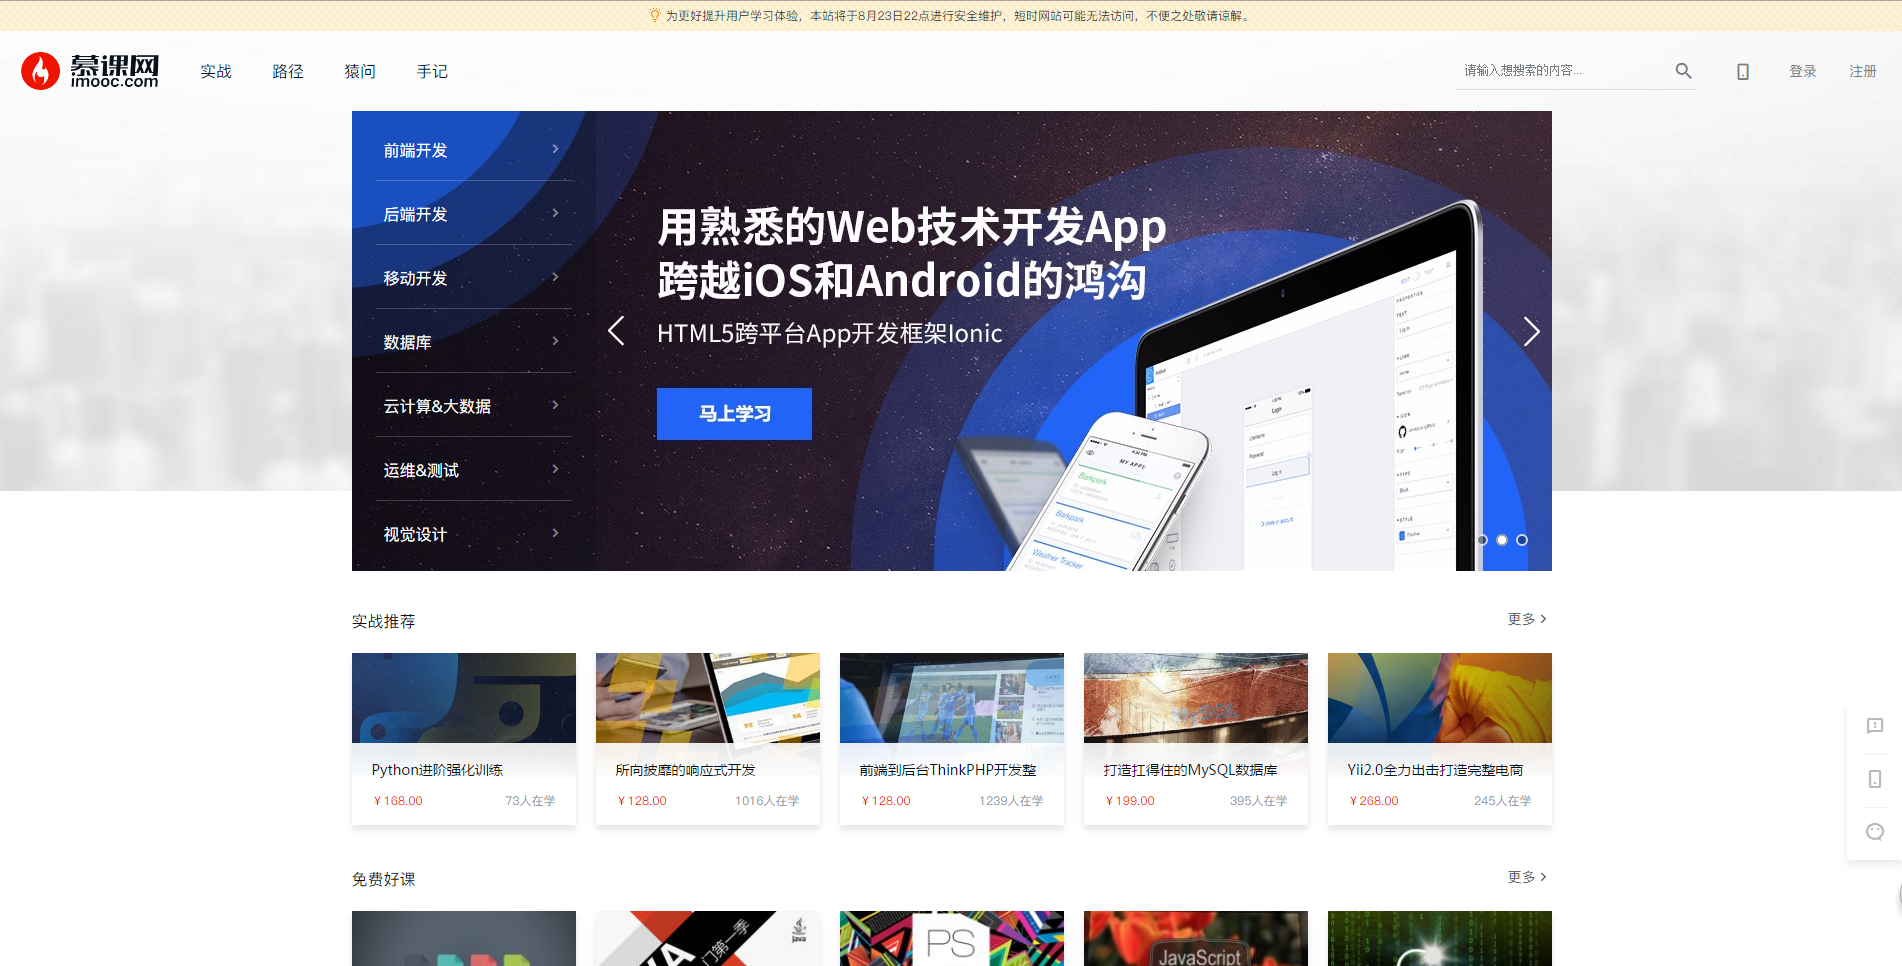 为更好提升用户学习体验，本站将于8月23日22点进行安全维护，短时网站可能无法访问，不便之处敬请谅解。
慕课网
imooc.com
实战
路径
猿问
手记
请输入想搜索的内容...
登录
注册
前端开发
后端开发
移动开发
数据库
云计算&大数据
运维&测试
视觉设计
用熟悉的Web技术开发App
跨越iOS和Android的鸿沟
HTML5跨平台App开发框架Ionic
马上学习
MY APPS
Barkpark
Barkpark
Weather Tracker
Login
实战推荐
更多
MySQL
Python进阶强化训练
￥168.00
73人在学
所向披靡的响应式开发
￥128.00
1016人在学
前端到后台ThinkPHP开发整
￥128.00
1239人在学
打造扛得住的MySQL数据库
￥199.00
395人在学
Yii2.0全力出击打造完整电商
￥268.00
245人在学
免费好课
更多
门第一季
Java
PS
JavaScript